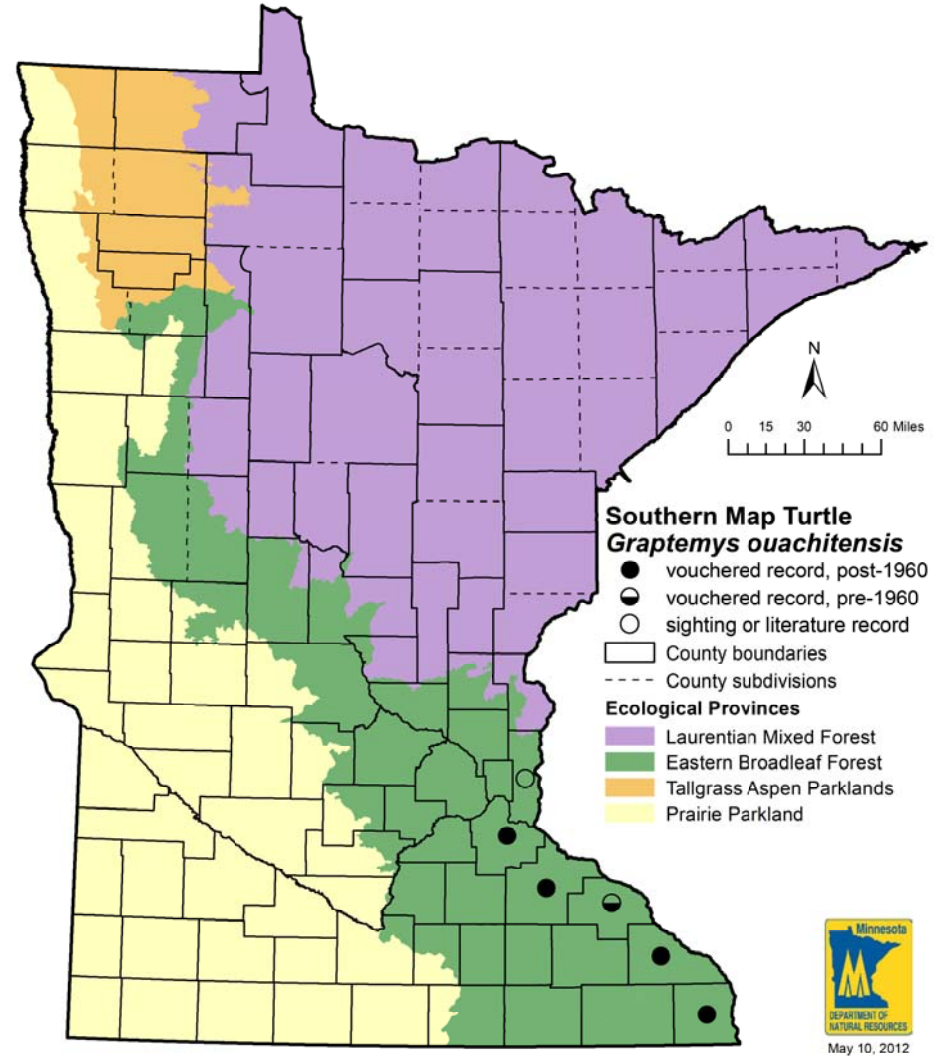 N
0 15 30 60 Miles
Southern Map Turtle
Graptemys ouachitensis
vouchered record, post-1960
vouchered record, pre-1960
sighting or literature record
County boundaries
County subdivisions
Ecological Provinces
Laurentian Mixed Forest
Eastern Broadleaf Forest
Tallgrass Aspen Parklands
Prairie Parkland
Minnesota
DEPARTMENT OF
NATURAL RESOURCES
May 10, 2012